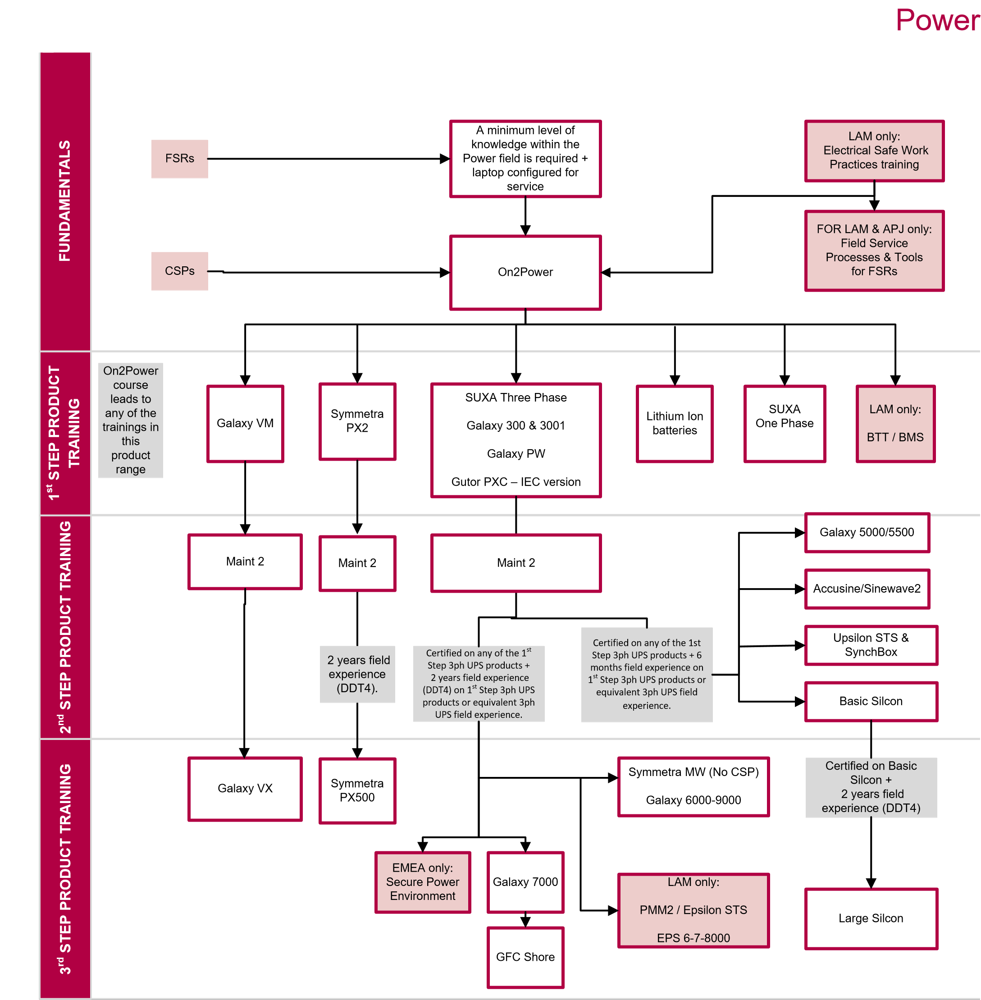 Power
FUNDAMENTALS
FSRs
A minimum level of
knowledge within the
Power field is required +
laptop configured for
service
LAM only:
Electrical Safe Work
Practices training
CSPs
On2Power
FOR LAM & APJ only:
Field Service
Processes & Tools
for FSRs
1st STEP PRODUCT
TRAINING
On2Power
course
leads to
any of the
trainings in
this
product
range
Galaxy VM
Symmetra
PX2
SUXA Three Phase
Galaxy 300 & 3001
Galaxy PW
Gutor PXC – IEC version
Lithium Ion
batteries
SUXA
One Phase
LAM only:
BTT / BMS
2nd STEP PRODUCT TRAINING
Maint 2
Maint 2
Maint 2
Galaxy 5000/5500
Accusine/Sinewave2
Upsilon STS &
SynchBox
Basic Silcon
2 years field
experience
(DDT4).
Certified on any of the 1st
Step 3ph UPS products +
2 years field experience
(DDT4) on 1st Step 3ph UPS
products or equivalent 3ph
UPS field experience.
Certified on any of the 1st
Step 3ph UPS products + 6
months field experience on
1st Step 3ph UPS products or
equivalent 3ph UPS field
experience.
3rd STEP PRODUCT TRAINING
Galaxy VX
Symmetra
PX500
Symmetra MW (No CSP)
Galaxy 6000-9000
Certified on Basic
Silcon +
2 years field
experience (DDT4)
EMEA only:
Secure Power
Environment
Galaxy 7000
LAM only:
PMM2 / Epsilon STS
EPS 6-7-8000
Large Silcon
GFC Shore